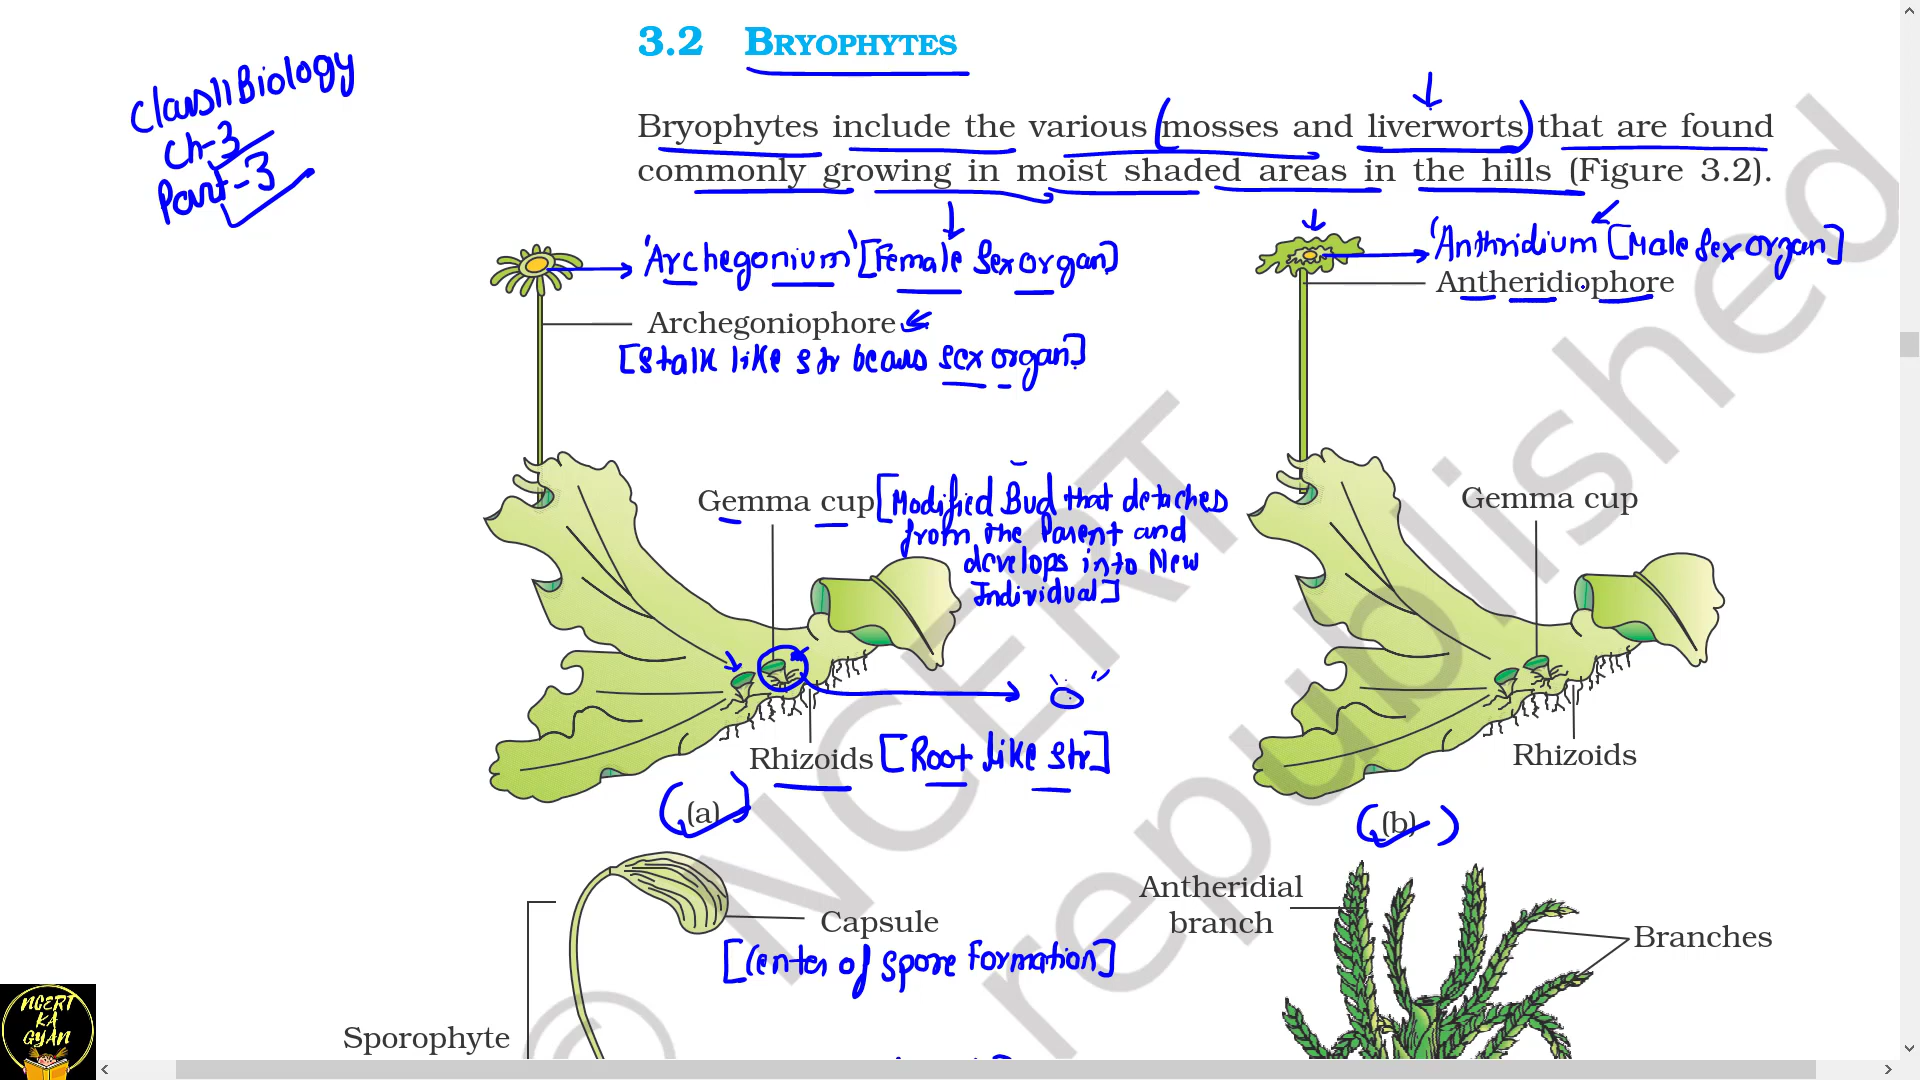 3.2 BRYOPHYTES
Class 11 Biology
Ch-3
Part-3
Bryophytes include the various (mosses and liverworts) that are found
commonly growing in moist shaded areas in the hills (Figure 3.2).
'Archegonium' [Female Sex organ]
Archegoniophore
[Stalk like str bears sex organ]
'Anthridium [Male Sex organ]
Antheridiophore
Gemma cup [Modified Bud that detaches
from the Parent and
develops into New
Individual]
Gemma cup
Rhizoids [Root like str]
Rhizoids
(a)
(b)
Capsule
[Center of spore Formation]
Sporophyte
Antheridial
branch
Branches
© NCERT
republished
NCERT
KA
GYAN